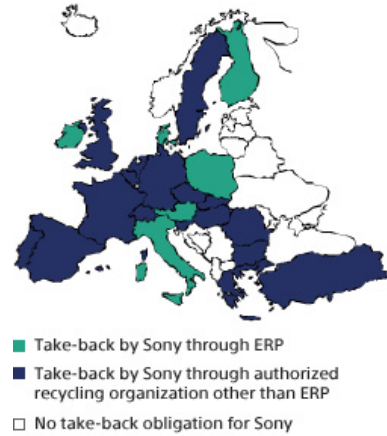 Take-back by Sony through ERP
Take-back by Sony through authorized
recycling organization other than ERP
No take-back obligation for Sony